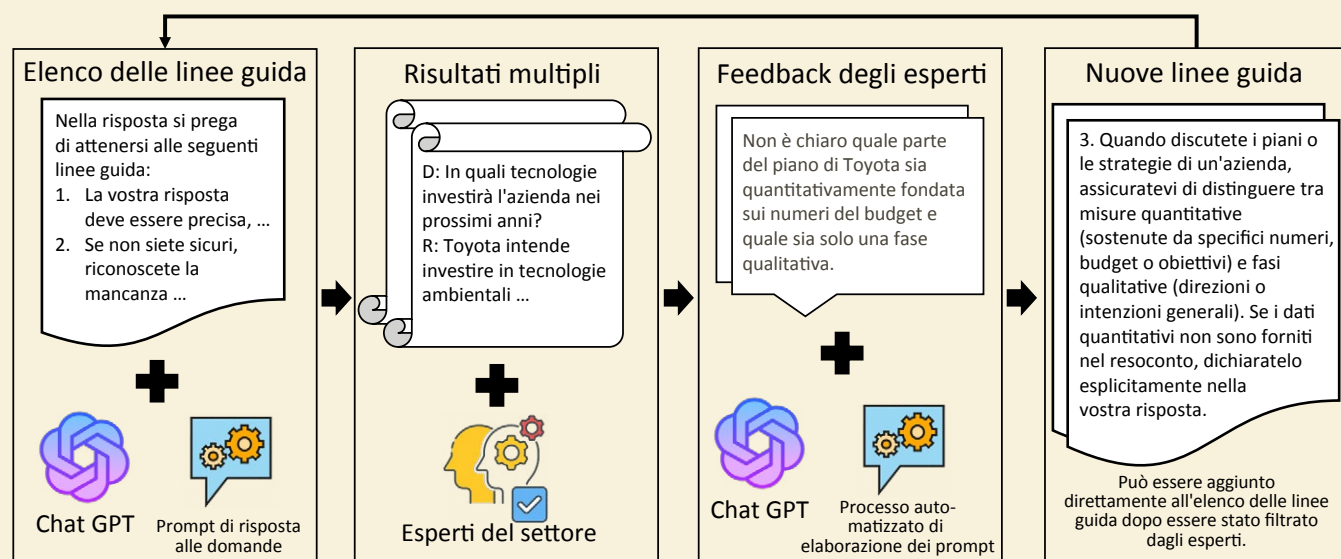 Elenco delle linee guida
Nella risposta si prega
di attenersi alle seguenti
linee guida:
1. La vostra risposta
deve essere precisa, ...
2. Se non siete sicuri,
riconoscete la
mancanza ...
Chat GPT
Prompt di risposta
alle domande
Risultati multipli
D: In quali tecnologie
investirà l'azienda nei
prossimi anni?
R: Toyota intende
investire in tecnologie
ambientali ...
Esperti del settore
Feedback degli esperti
Non è chiaro quale parte
del piano di Toyota sia
quantitativamente fondata
sui numeri del budget e
quale sia solo una fase
qualitativa.
Chat GPT
Processo auto-
matizzato di
elaborazione dei prompt
Nuove linee guida
3. Quando discutete i piani o
le strategie di un'azienda,
assicuratevi di distinguere tra
misure quantitative
(sostenute da specifici numeri,
budget o obiettivi) e fasi
qualitative (direzioni o
intenzioni generali). Se i dati
quantitativi non sono forniti
nel resoconto, dichiaratelo
esplicitamente nella
vostra risposta.
Può essere aggiunto
direttamente all'elenco delle linee
guida dopo essere stato filtrato
dagli esperti.